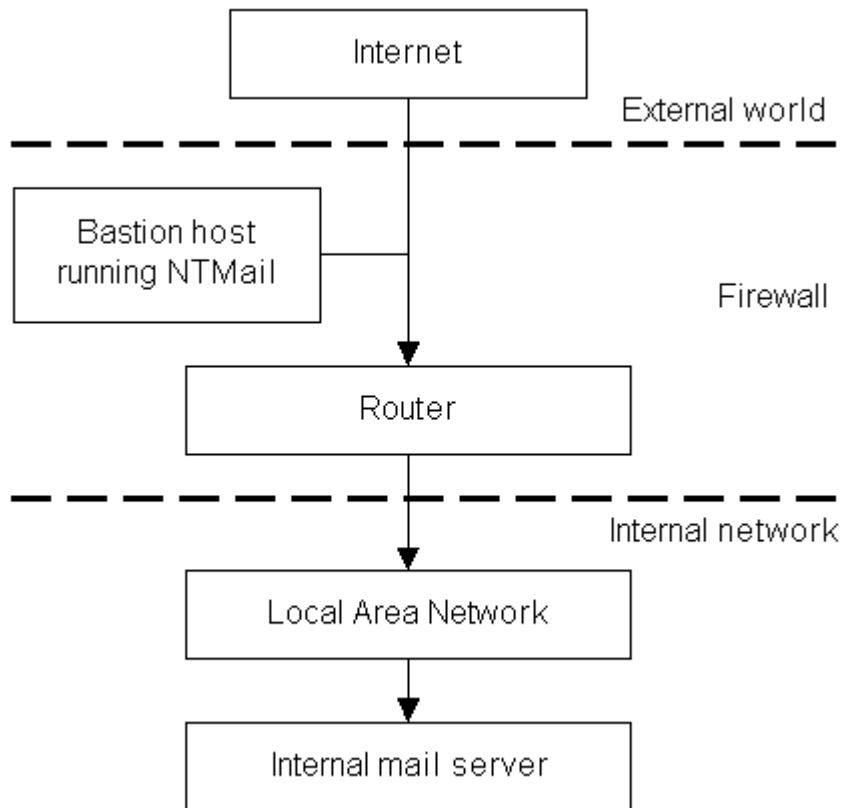 Internet
External world
Bastion host
running NTMail
Firewall
Router
Internal network
Local Area Network
Internal mail server